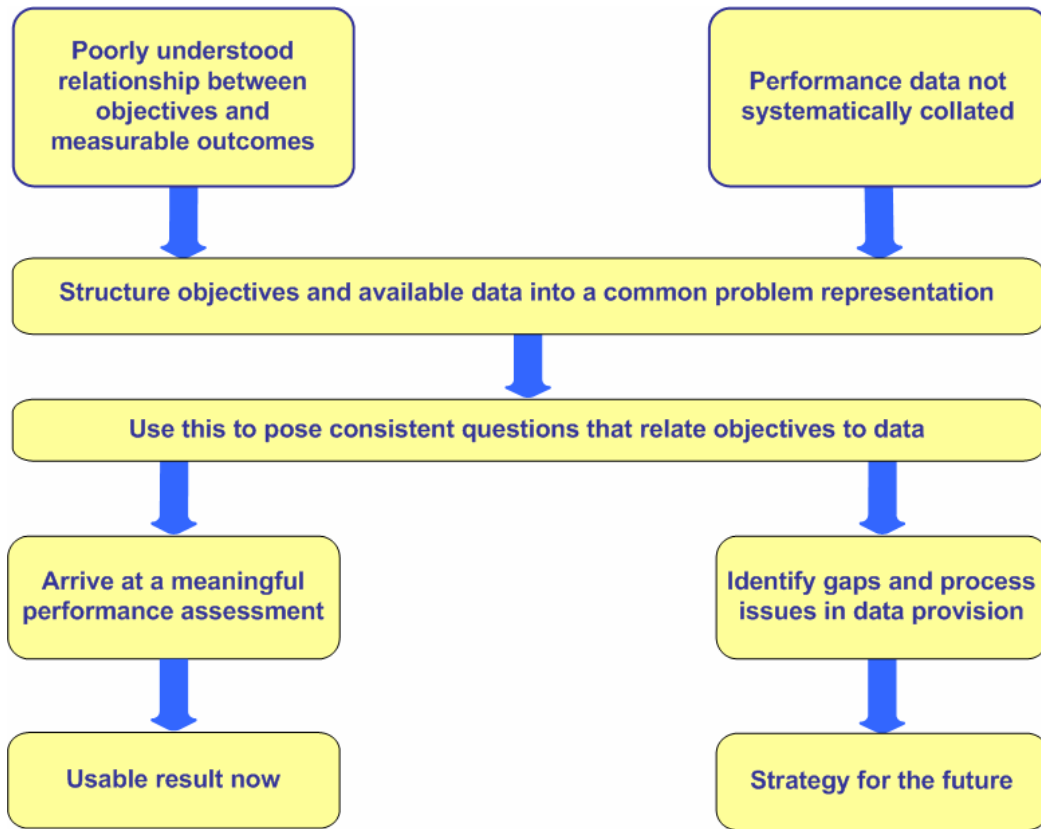 Poorly understood
relationship between
objectives and
measurable outcomes
Performance data not
systematically collated
Structure objectives and available data into a common problem representation
Use this to pose consistent questions that relate objectives to data
Arrive at a meaningful
performance assessment
Identify gaps and process
issues in data provision
Usable result now
Strategy for the future